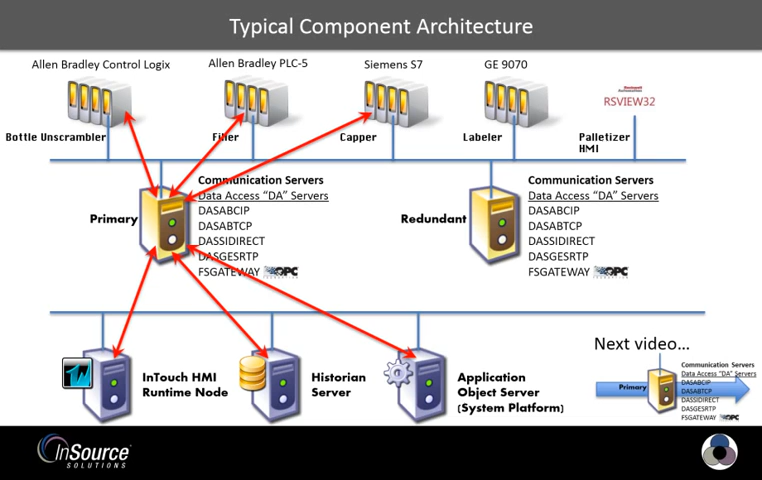 Typical Component Architecture
Allen Bradley Control Logix
Allen Bradley PLC-5
Siemens S7
GE 9070
RSVIEW32
Bottle Unscrambler
Filler
Capper
Labeler
Palletizer
HMI
Primary
Communication Servers
Data Access "DA" Servers
DASABCIP
DASABTCP
DASSIDIRECT
DASGESRTP
FSGATEWAY OPC
Redundant
Communication Servers
Data Access "DA" Servers
DASABCIP
DASABTCP
DASSIDIRECT
DASGESRTP
FSGATEWAY OPC
InTouch HMI
Runtime Node
Historian
Server
Application
Object Server
(System Platform)
Next video...
Primary
Communication Servers
Data Access "DA" Servers
DASABCIP
DASABTCP
DASSIDIRECT
DASGESRTP
FSGATEWAY OPC
InSource
SOLUTIONS